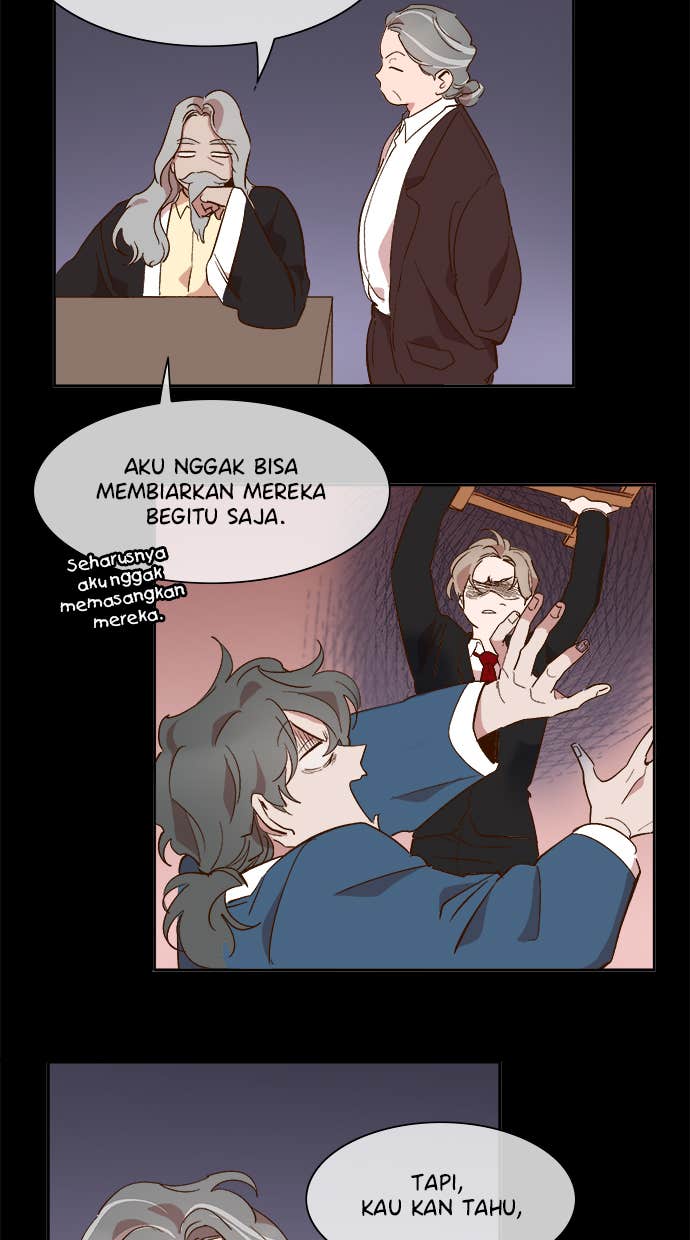 AKU NGGAK BISA
MEMBIARKAN MEREKA
BEGITU SAJA.
Seharusnya
aku nggak
memasangkan
mereka.
TAPI,
KAU KAN TAHU,